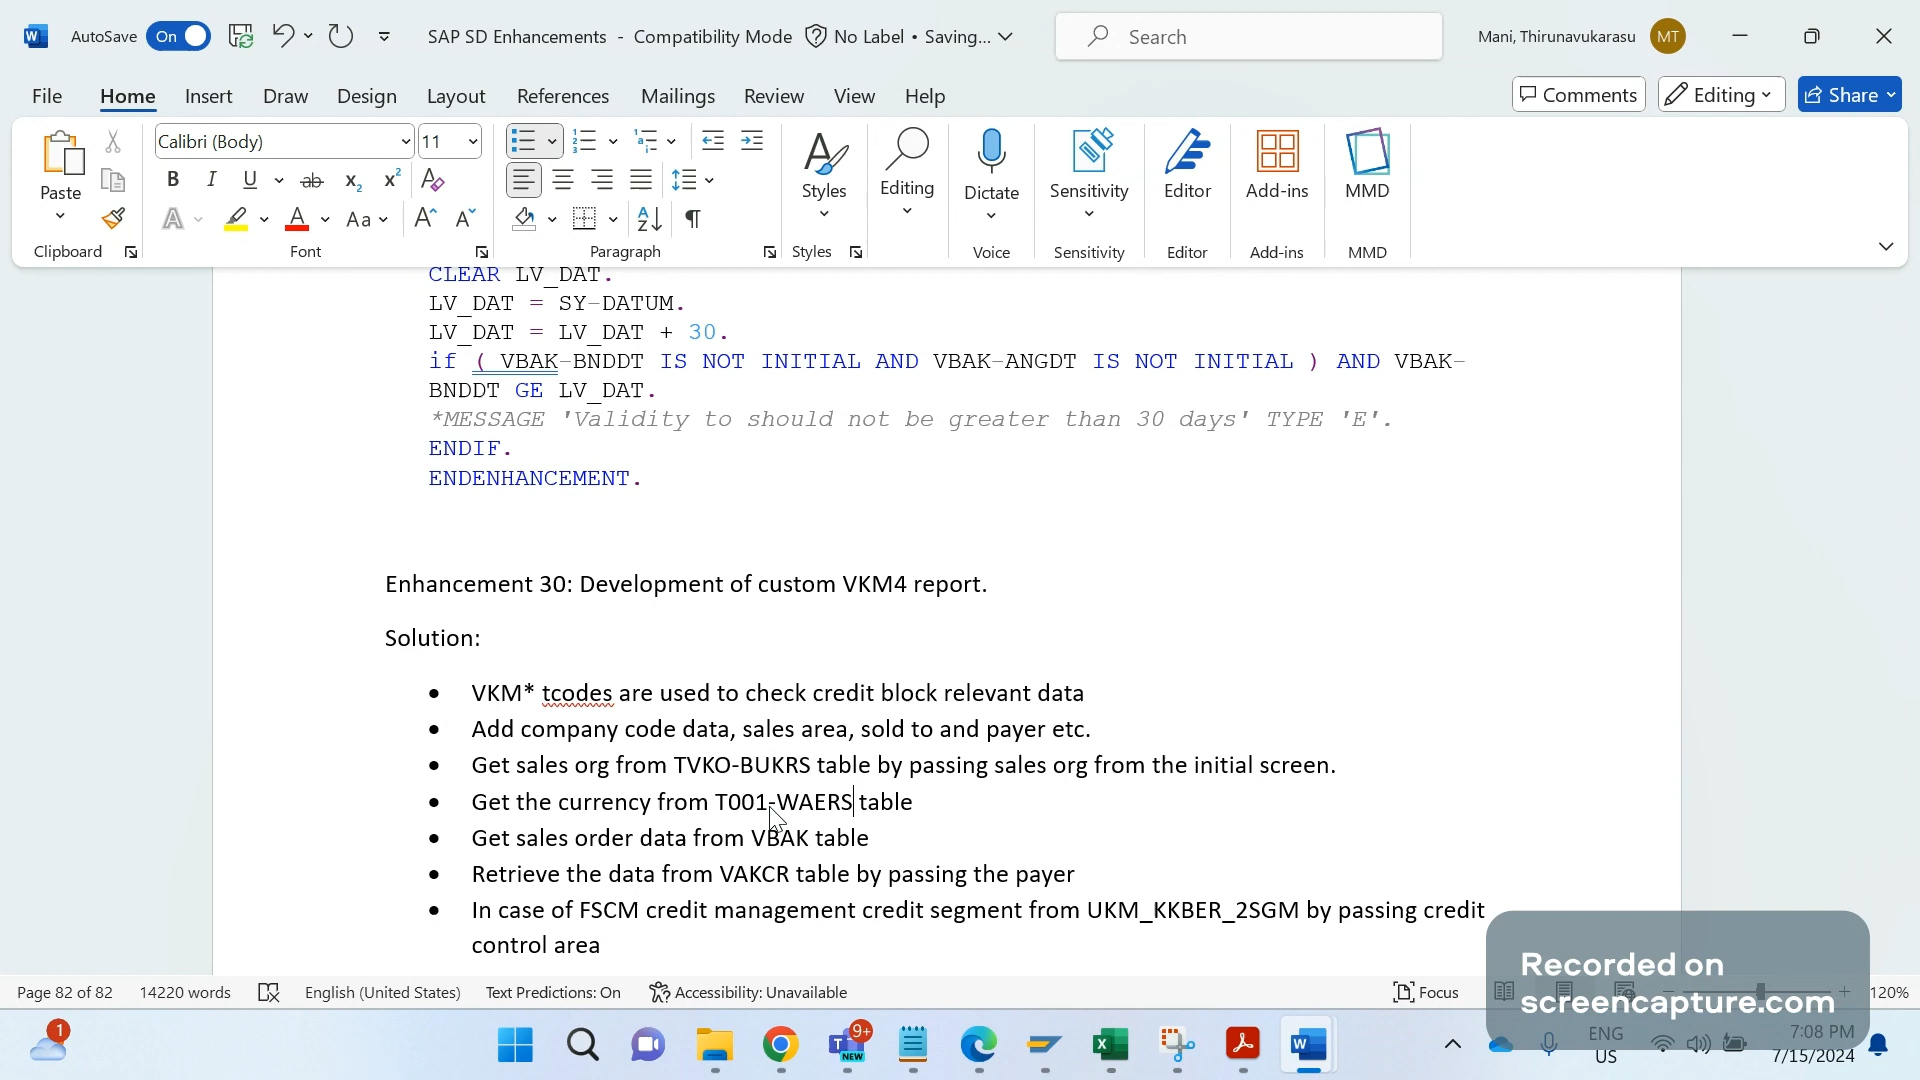 AutoSave On SAP SD Enhancements - Compatibility Mode No Label • Saving... Search Mani, Thirunavukarasu MT
File Home Insert Draw Design Layout References Mailings Review View Help Comments Editing Share
Paste Calibri (Body) 11 Styles Editing Dictate Sensitivity Editor Add-ins MMD
Clipboard Font Paragraph Styles Voice Sensitivity Editor Add-ins MMD
CLEAR LV_DAT.
LV_DAT = SY-DATUM.
LV_DAT = LV_DAT + 30.
if ( VBAK-BNDDT IS NOT INITIAL AND VBAK-ANGDT IS NOT INITIAL ) AND VBAK-
BNDDT GE LV_DAT.
*MESSAGE 'Validity to should not be greater than 30 days' TYPE 'E'.
ENDIF.
ENDENHANCEMENT.
Enhancement 30: Development of custom VKM4 report.
Solution:
• VKM* tcodes are used to check credit block relevant data
• Add company code data, sales area, sold to and payer etc.
• Get sales org from TVKO-BUKRS table by passing sales org from the initial screen.
• Get the currency from T001-WAERS table
• Get sales order data from VBAK table
• Retrieve the data from VAKCR table by passing the payer
• In case of FSCM credit management credit segment from UKM_KKBER_2SGM by passing credit
control area
Recorded on
screencapture.com
Page 82 of 82 14220 words English (United States) Text Predictions: On Accessibility: Unavailable Focus 120%
1 9+ NEW ENG
US 7:08 PM
7/15/2024